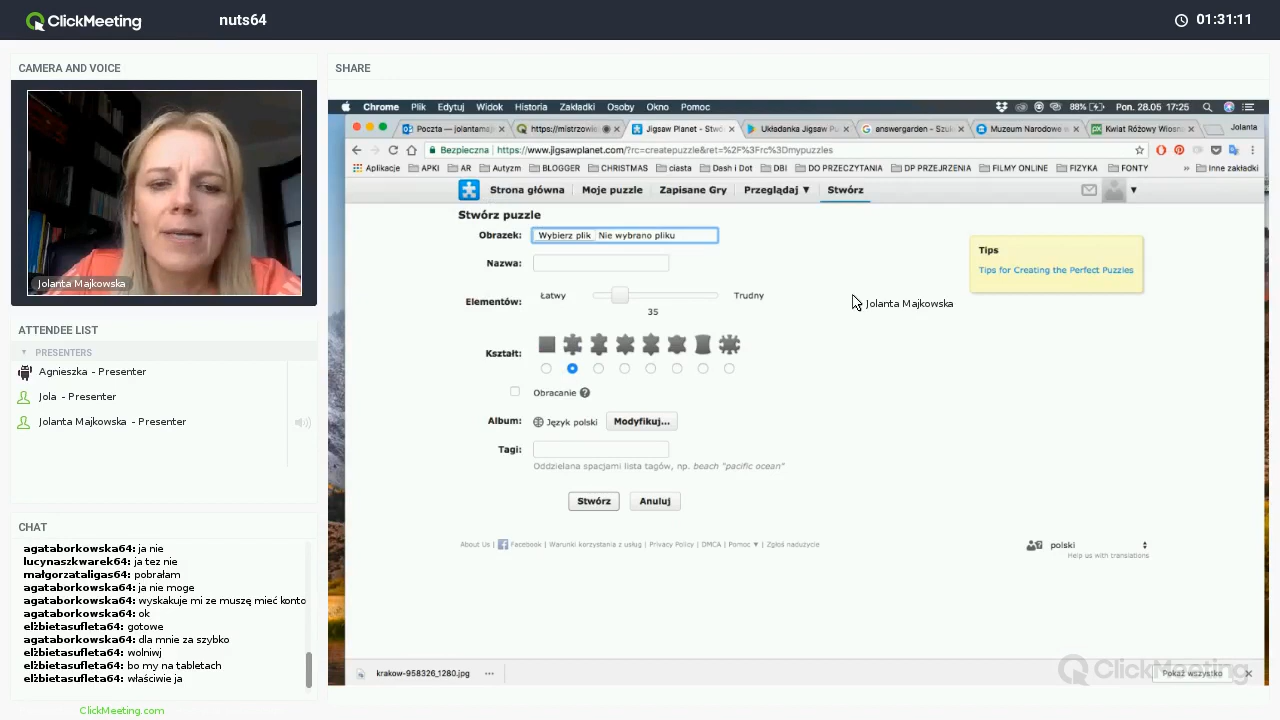 ClickMeeting
nuts64
01:31:11
CAMERA AND VOICE
Jolanta Majkowska
ATTENDEE LIST
PRESENTERS
Agnieszka - Presenter
Jola - Presenter
Jolanta Majkowska - Presenter
CHAT
agataborkowska64: ja nie
lucynaszkwarek64: ja tez nie
małgorzataligas64: pobrałam
agataborkowska64: ja nie moge
agataborkowska64: wyskakuje mi ze muszę mieć konto
agataborkowska64: ok
elżbietasufleta64: gotowe
agataborkowska64: dla mnie za szybko
elżbietasufleta64: wolniwj
elżbietasufleta64: bo my na tabletach
elżbietasufleta64: właściwie ja
ClickMeeting.com
SHARE
Chrome Plik Edytuj Widok Historia Zakładki Osoby Okno Pomoc 88% Pon. 28.05 17:25
Poczta — jolantamaj
https://mistrzowie
Jigsaw Planet - Stwó
Układanka Jigsaw Pu
answergarden - Szuk
Muzeum Narodowe w
Kwiat Różowy Wiosna
Jolanta
Bezpieczna | https://www.jigsawplanet.com/?rc=createpuzzle&ret=%2F%3Frc%3Dmypuzzles
Aplikacje APKI AR Autyzm BLOGGER CHRISTMAS ciasta Dash i Dot DBI DO PRZECZYTANIA DP PRZEJRZENIA FILMY ONLINE FIZYKA FONTY » Inne zakładki
Strona główna Moje puzzle Zapisane Gry Przeglądaj ▼ Stwórz
Stwórz puzzle
Obrazek: Wybierz plik Nie wybrano pliku
Nazwa:
Elementów: Łatwy Trudny
35
Kształt:
Obracanie
Album: Język polski Modyfikuj...
Tagi:
Oddzielana spacjami lista tagów, np. beach "pacific ocean"
Stwórz Anuluj
Tips
Tips for Creating the Perfect Puzzles
Jolanta Majkowska
About Us | Facebook | Warunki korzystania z usług | Privacy Policy | DMCA | Pomoc ▼ | Zgłoś nadużycie
polski
Help us with translations
krakow-958326_1280.jpg
Pokaż wszystko
ClickMeeting